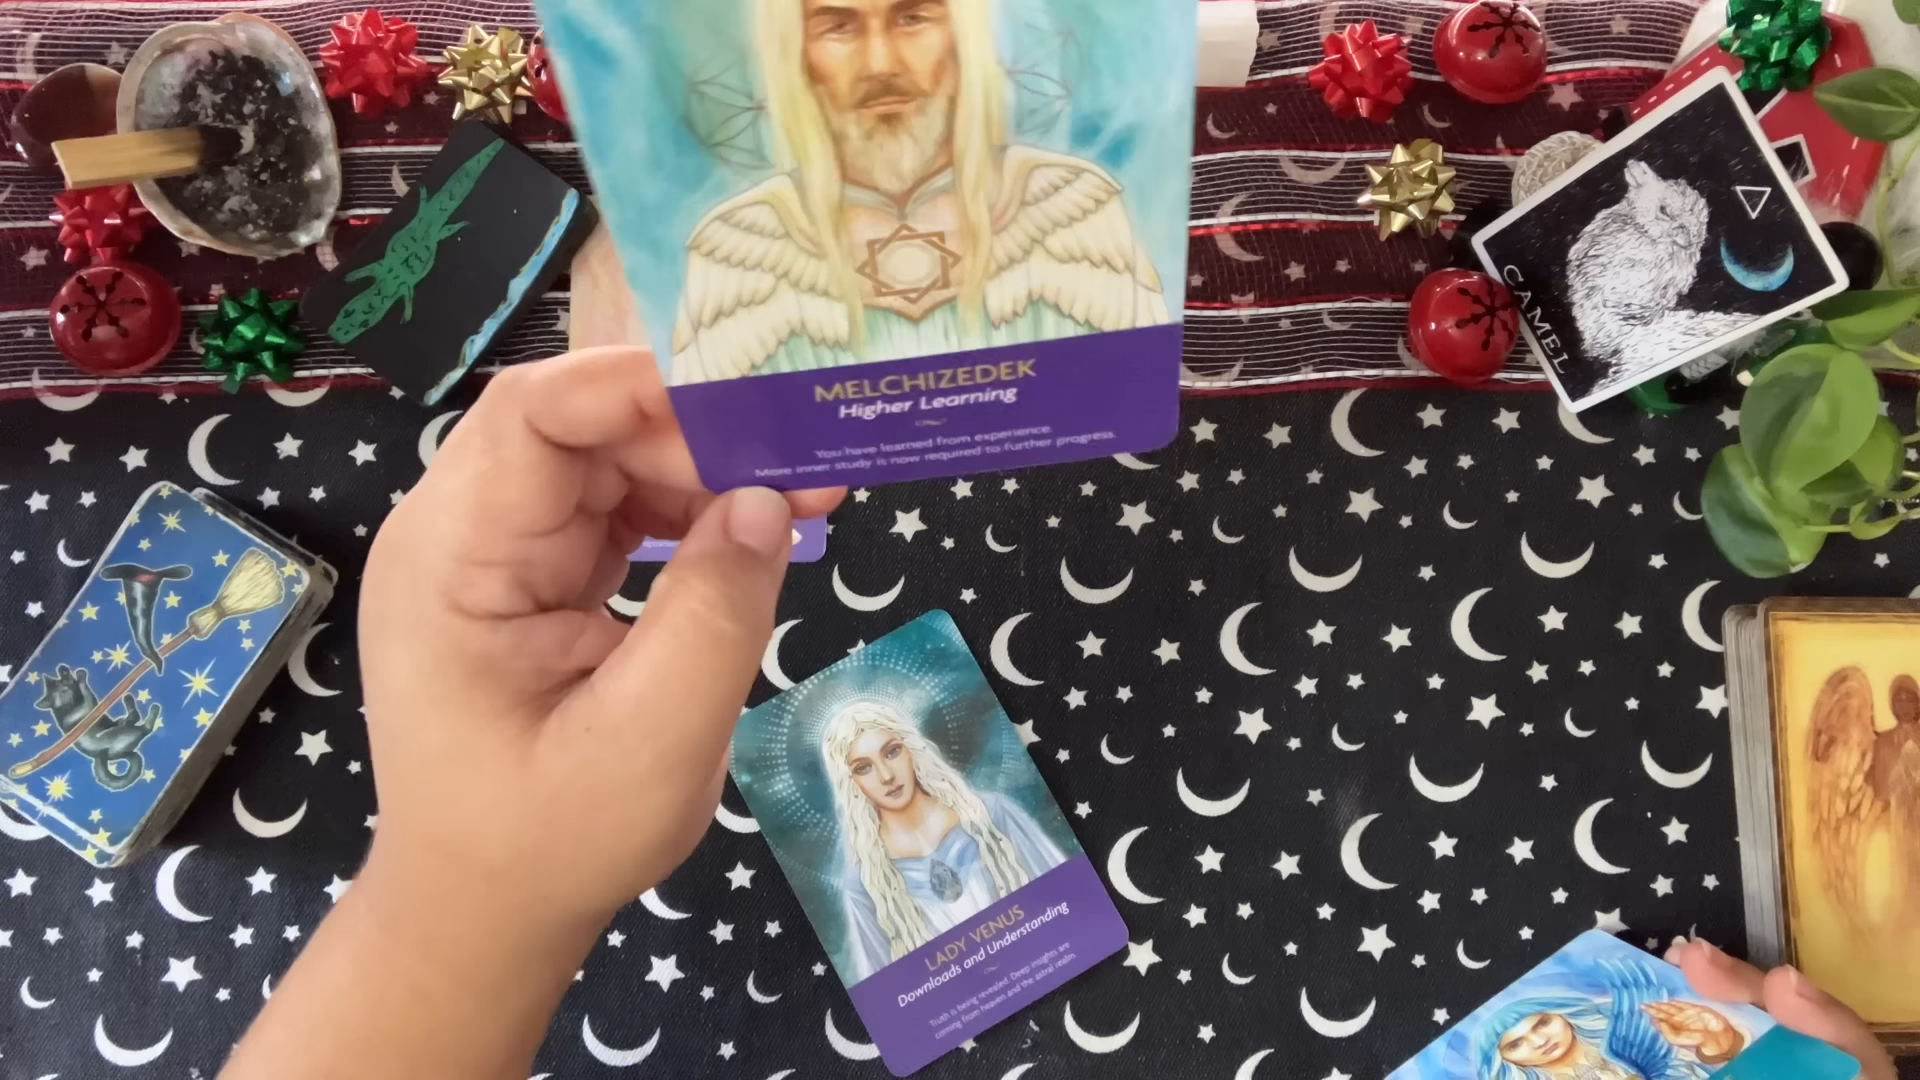 MELCHIZEDEK
Higher Learning
You have learned from experience.
More inner study is now required to further progress.
CAMEL
LADY VENUS
Downloads and Understanding
Truth is being revealed. Deep insights are
coming from heaven and the astral realm